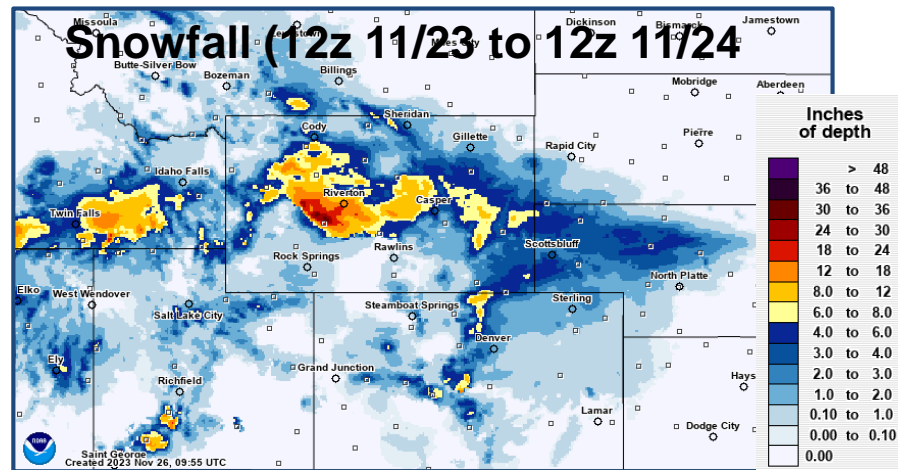 Snowfall (12z 11/23 to 12z 11/24
Missoula
Dickinson
Bismarck
Jamestown
Lewistown
Miles City
Butte-Silver Bow
Bozeman
Billings
Mobridge
Aberdeen
Sheridan
Cody
Gillette
Pierre
Rapid City
Idaho Falls
Riverton
Casper
Twin Falls
Rawlins
Scottsbluff
Rock Springs
North Platte
Elko
West Wendover
Salt Lake City
Steamboat Springs
Sterling
Denver
Ely
Grand Junction
Richfield
Hays
Lamar
Dodge City
Saint George
Created 2023 Nov 26, 09:55 UTC
NOAA
Inches
of depth
> 48
36 to 48
30 to 36
24 to 30
18 to 24
12 to 18
8.0 to 12
6.0 to 8.0
4.0 to 6.0
3.0 to 4.0
2.0 to 3.0
1.0 to 2.0
0.10 to 1.0
0.00 to 0.10
0.00